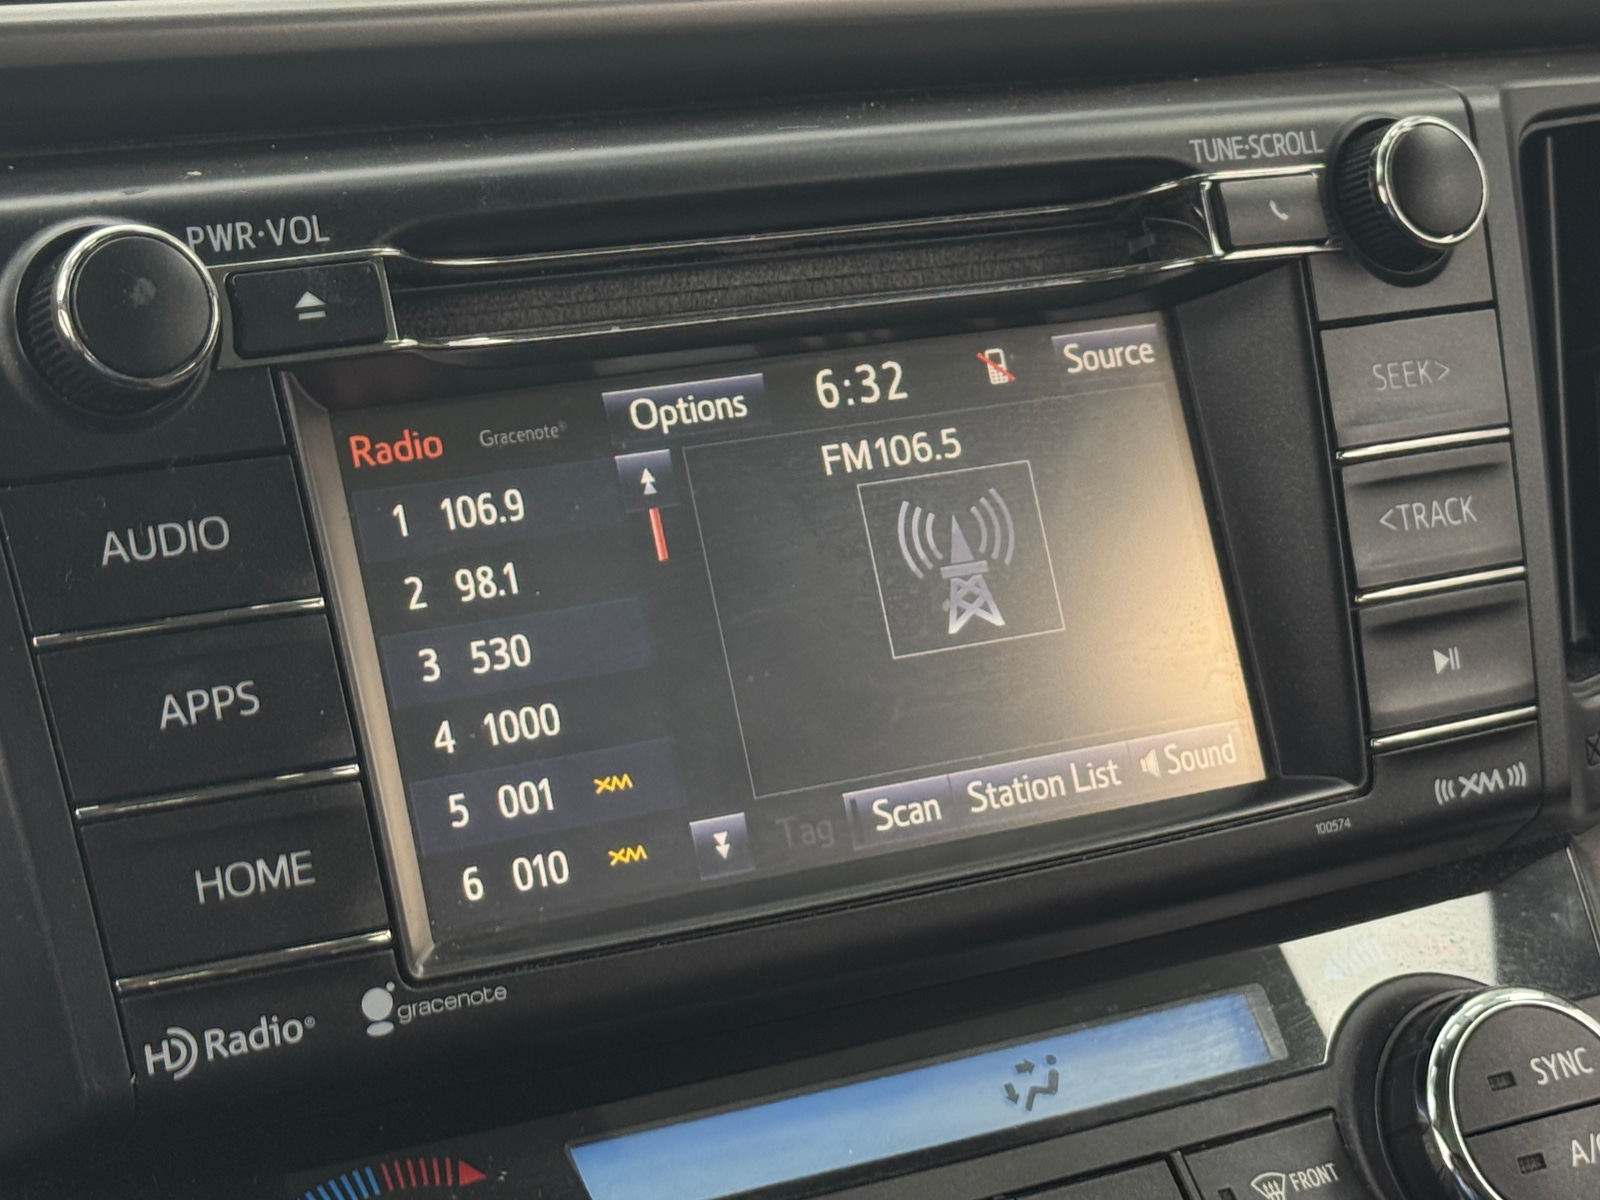 TUNE·SCROLL
PWR·VOL
Radio Gracenote® Options 6:32 Source
FM106.5
1 106.9
2 98.1
3 530
4 1000
5 001 XM
6 010 XM
Tag Scan Station List Sound
AUDIO
APPS
HOME
SEEK>
<TRACK
XM
100574
HD Radio®
gracenote
SYNC
FRONT